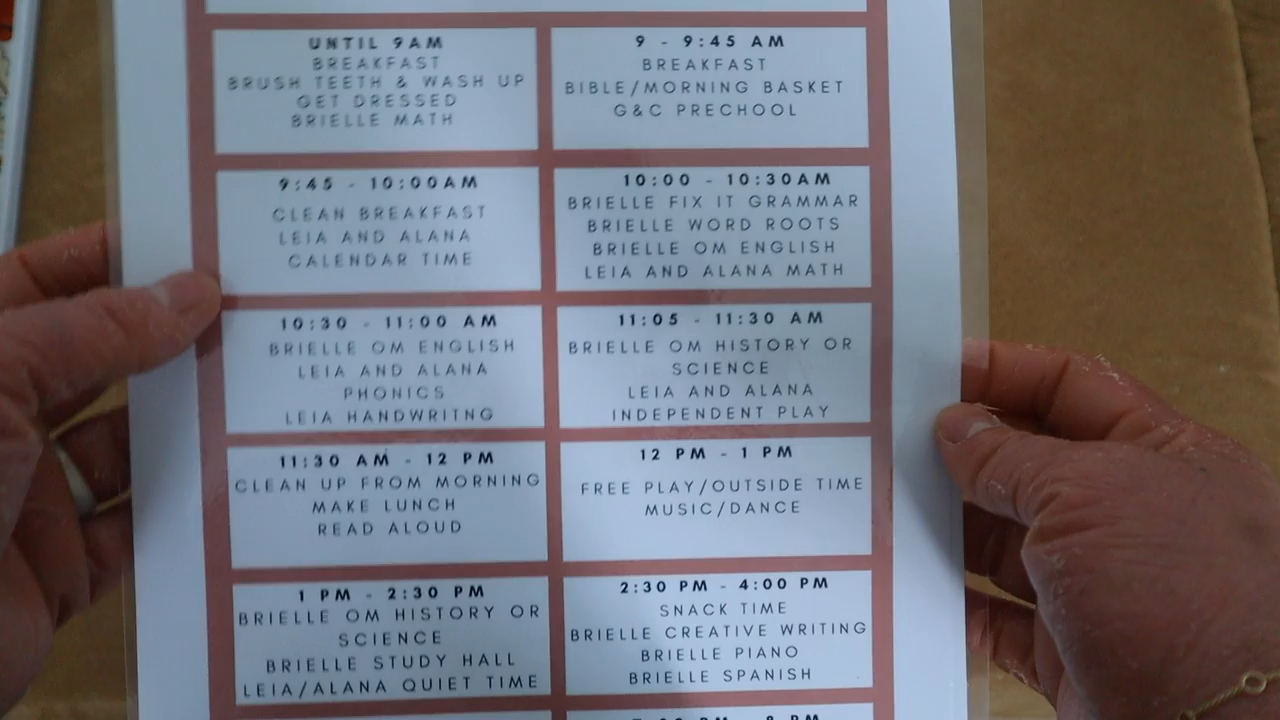 UNTIL 9AM
BREAKFAST
BRUSH TEETH & WASH UP
GET DRESSED
BRIELLE MATH
9 - 9:45 AM
BREAKFAST
BIBLE/MORNING BASKET
G&C PRECHOOL
9:45 - 10:00AM
CLEAN BREAKFAST
LEIA AND ALANA
CALENDAR TIME
10:00 - 10:30AM
BRIELLE FIX IT GRAMMAR
BRIELLE WORD ROOTS
BRIELLE OM ENGLISH
LEIA AND ALANA MATH
10:30 - 11:00 AM
BRIELLE OM ENGLISH
LEIA AND ALANA
PHONICS
LEIA HANDWRITNG
11:05 - 11:30 AM
BRIELLE OM HISTORY OR
SCIENCE
LEIA AND ALANA
INDEPENDENT PLAY
11:30 AM - 12 PM
CLEAN UP FROM MORNING
MAKE LUNCH
READ ALOUD
12 PM - 1 PM
FREE PLAY/OUTSIDE TIME
MUSIC/DANCE
1 PM - 2:30 PM
BRIELLE OM HISTORY OR
SCIENCE
BRIELLE STUDY HALL
LEIA/ALANA QUIET TIME
2:30 PM - 4:00 PM
SNACK TIME
BRIELLE CREATIVE WRITING
BRIELLE PIANO
BRIELLE SPANISH